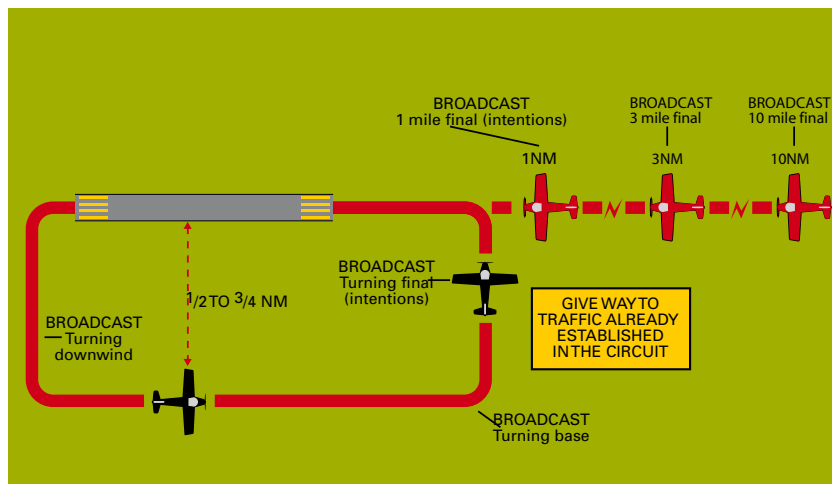 BROADCAST
1 mile final (intentions)
BROADCAST
3 mile final
BROADCAST
10 mile final
1NM
3NM
10NM
BROADCAST
Turning final
(intentions)
1/2 TO 3/4 NM
GIVE WAY TO
TRAFFIC ALREADY
ESTABLISHED
IN THE CIRCUIT
BROADCAST
Turning
downwind
BROADCAST
Turning base